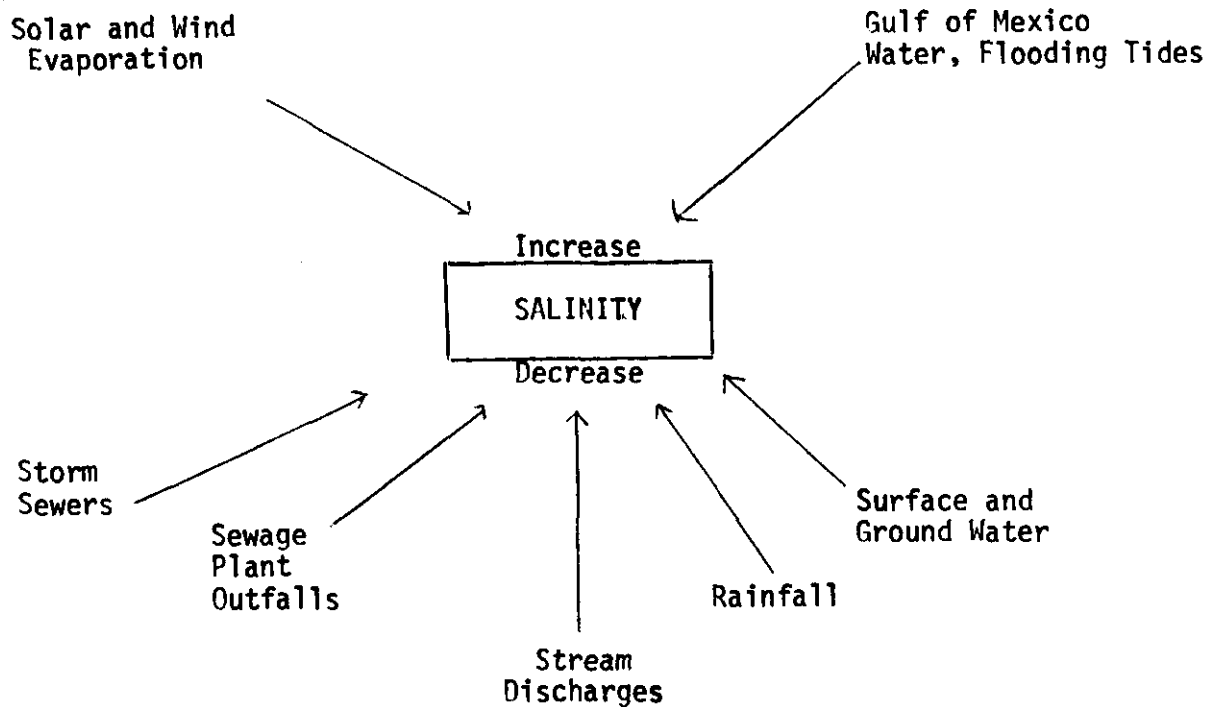 Solar and Wind
Evaporation
Gulf of Mexico
Water, Flooding Tides
Increase
SALINITY
Decrease
Storm
Sewers
Sewage
Plant
Outfalls
Stream
Discharges
Rainfall
Surface and
Ground Water